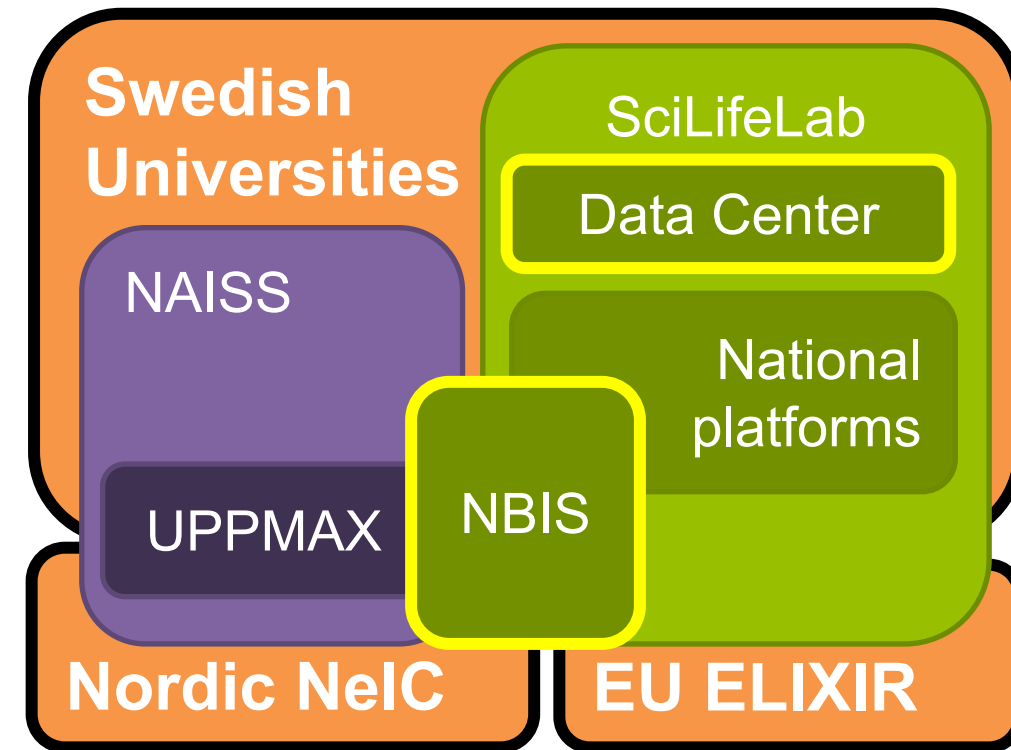 Swedish
Universities
SciLifeLab
Data Center
NAISS
National
platforms
UPPMAX
NBIS
Nordic NeIC
EU ELIXIR